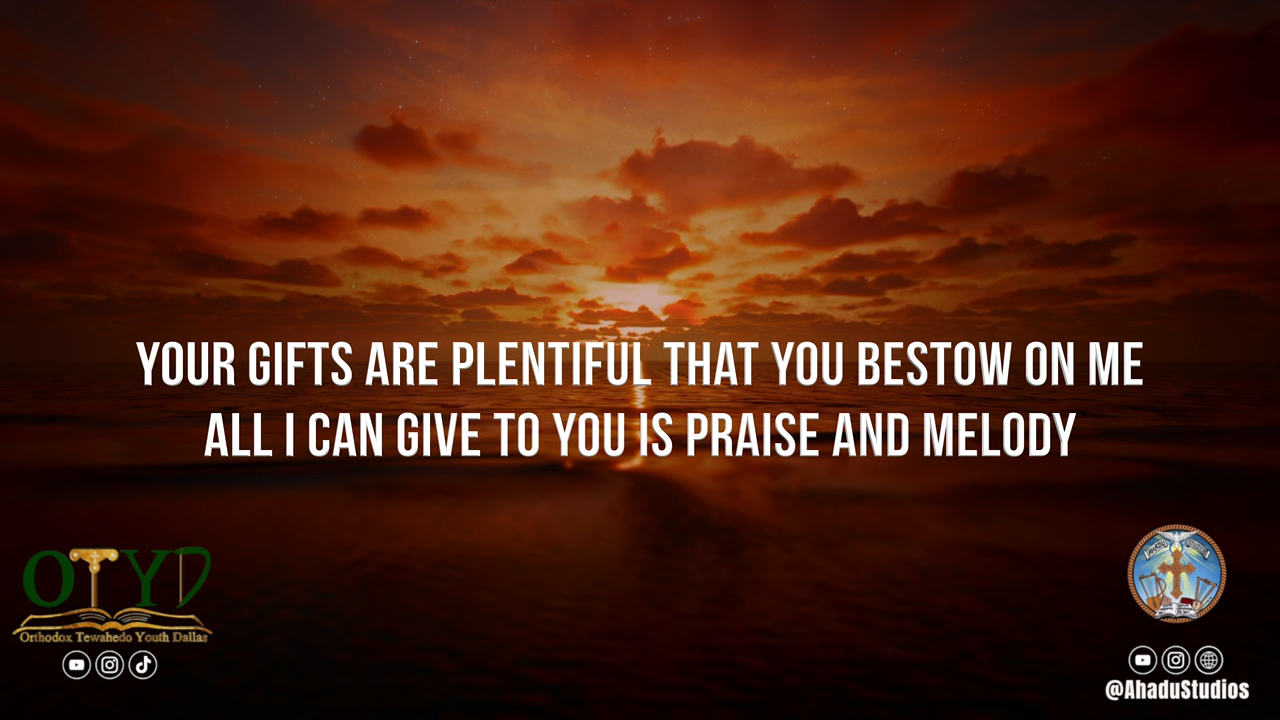 YOUR GIFTS ARE PLENTIFUL THAT YOU BESTOW ON ME
ALL I CAN GIVE TO YOU IS PRAISE AND MELODY
OTYD
Orthodox Tewahedo Youth Dallas
@AhaduStudios